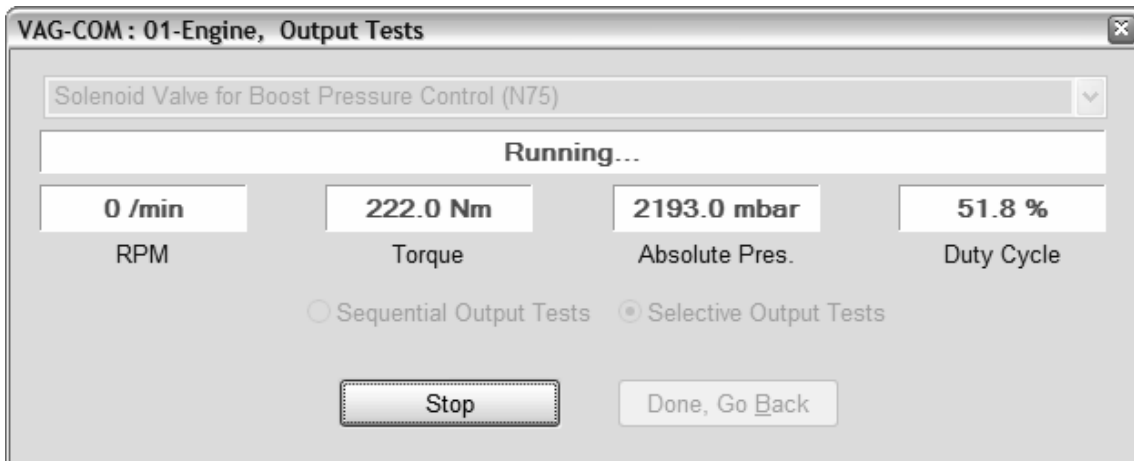 VAG-COM : 01-Engine, Output Tests
Solenoid Valve for Boost Pressure Control (N75)
Running...
0 /min 222.0 Nm 2193.0 mbar 51.8 %
RPM Torque Absolute Pres. Duty Cycle
Sequential Output Tests Selective Output Tests
Stop Done, Go Back